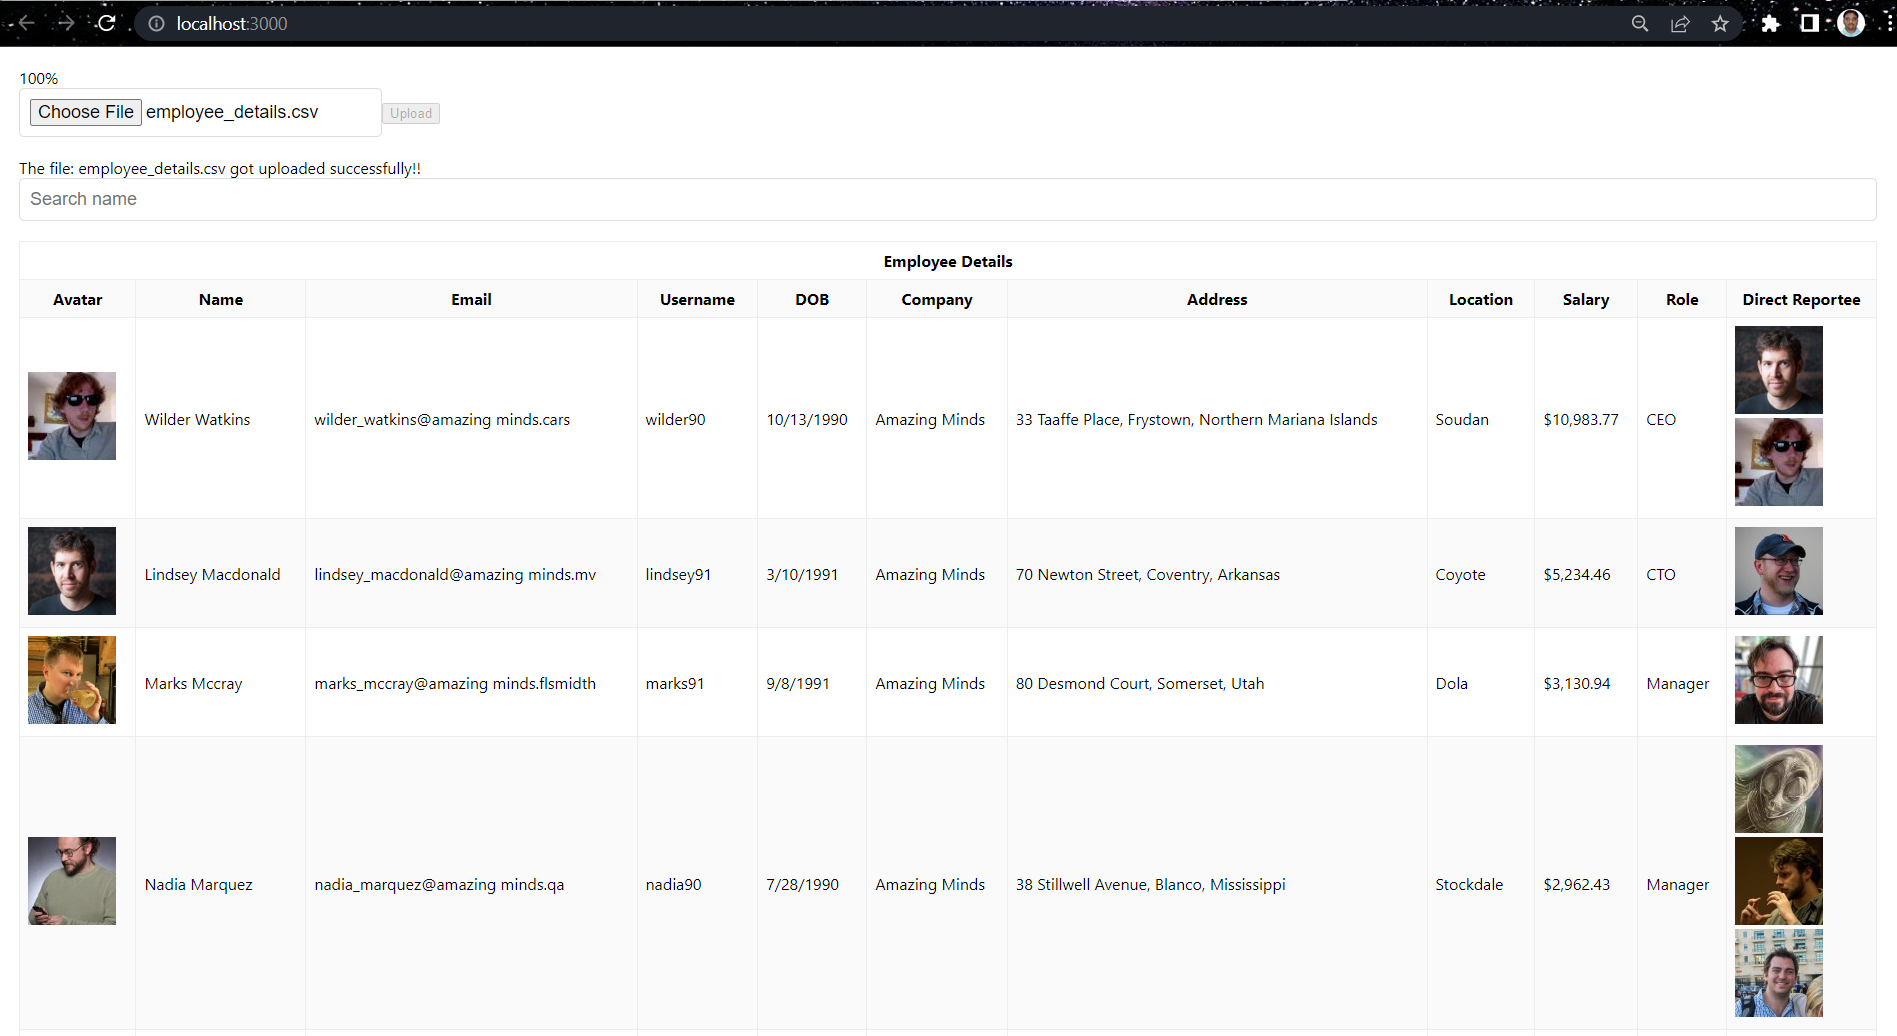 localhost:3000
100%
Choose File employee_details.csv Upload
The file: employee_details.csv got uploaded successfully!!
Search name
Employee Details
Avatar Name Email Username DOB Company Address Location Salary Role Direct Reportee
Wilder Watkins wilder_watkins@amazing minds.cars wilder90 10/13/1990 Amazing Minds 33 Taaffe Place, Frystown, Northern Mariana Islands Soudan $10,983.77 CEO
Lindsey Macdonald lindsey_macdonald@amazing minds.mv lindsey91 3/10/1991 Amazing Minds 70 Newton Street, Coventry, Arkansas Coyote $5,234.46 CTO
Marks Mccray marks_mccray@amazing minds.flsmidth marks91 9/8/1991 Amazing Minds 80 Desmond Court, Somerset, Utah Dola $3,130.94 Manager
Nadia Marquez nadia_marquez@amazing minds.qa nadia90 7/28/1990 Amazing Minds 38 Stillwell Avenue, Blanco, Mississippi Stockdale $2,962.43 Manager